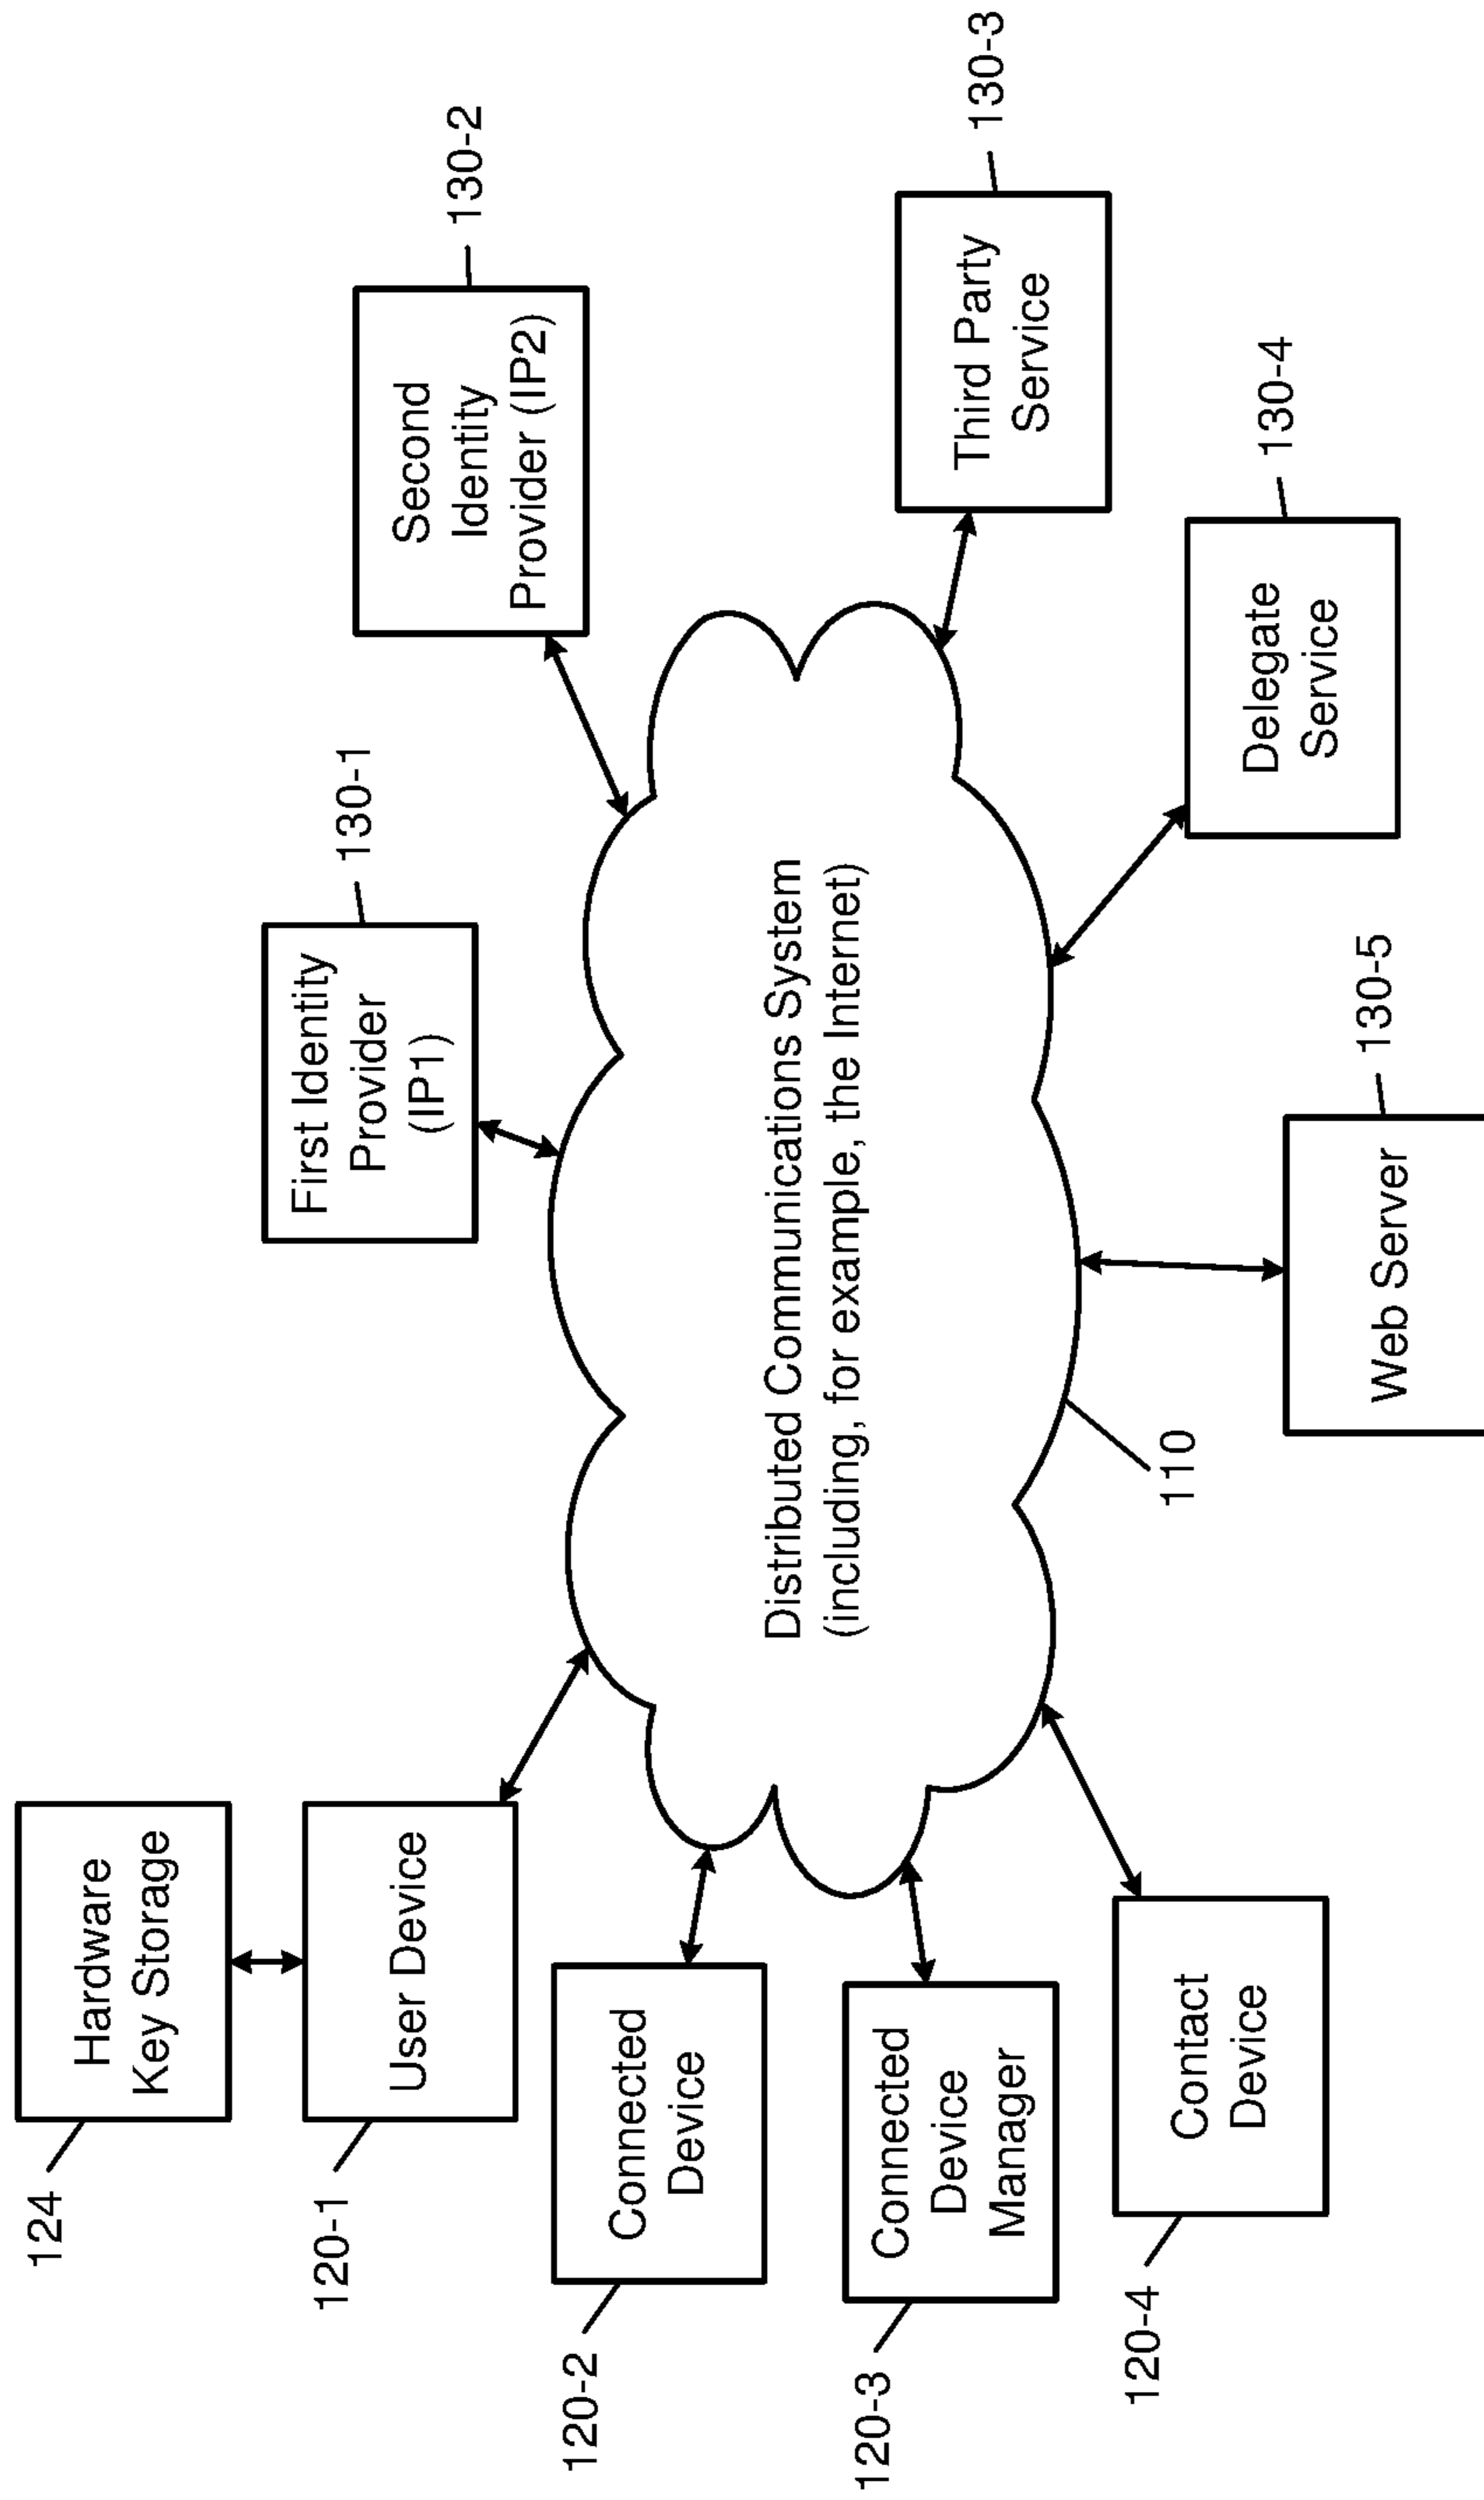 124
Hardware
Key Storage
120-1
User Device
First Identity
Provider
(IP1)
130-1
Second
Identity
Provider (IP2)
130-2
120-2
Connected
Device
Distributed Communications System
(including, for example, the Internet)
120-3
Connected
Device
Manager
Third Party
Service
130-3
120-4
Contact
Device
110
Delegate
Service
130-4
Web Server
130-5